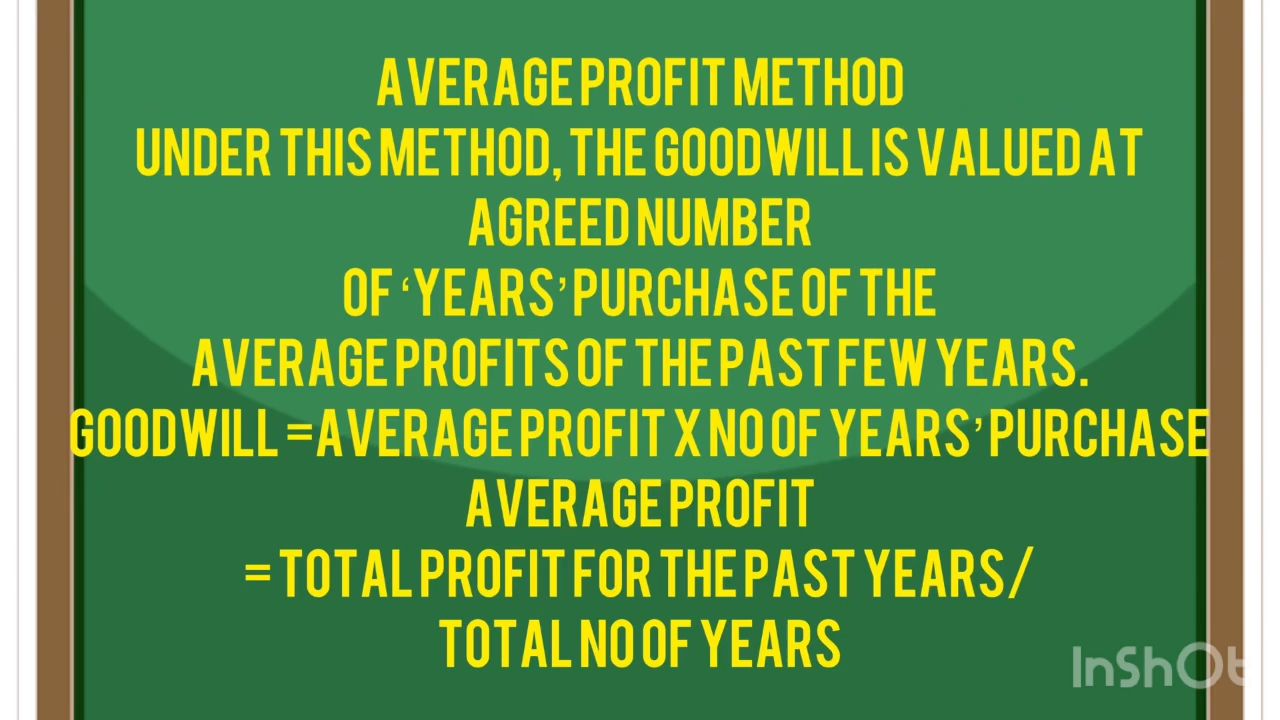 AVERAGE PROFIT METHOD
UNDER THIS METHOD, THE GOODWILL IS VALUED AT
AGREED NUMBER
OF ‘YEARS’ PURCHASE OF THE
AVERAGE PROFITS OF THE PAST FEW YEARS.
GOODWILL =AVERAGE PROFIT X NO OF YEARS’ PURCHASE
AVERAGE PROFIT
= TOTAL PROFIT FOR THE PAST YEARS /
TOTAL NO OF YEARS
InShOt